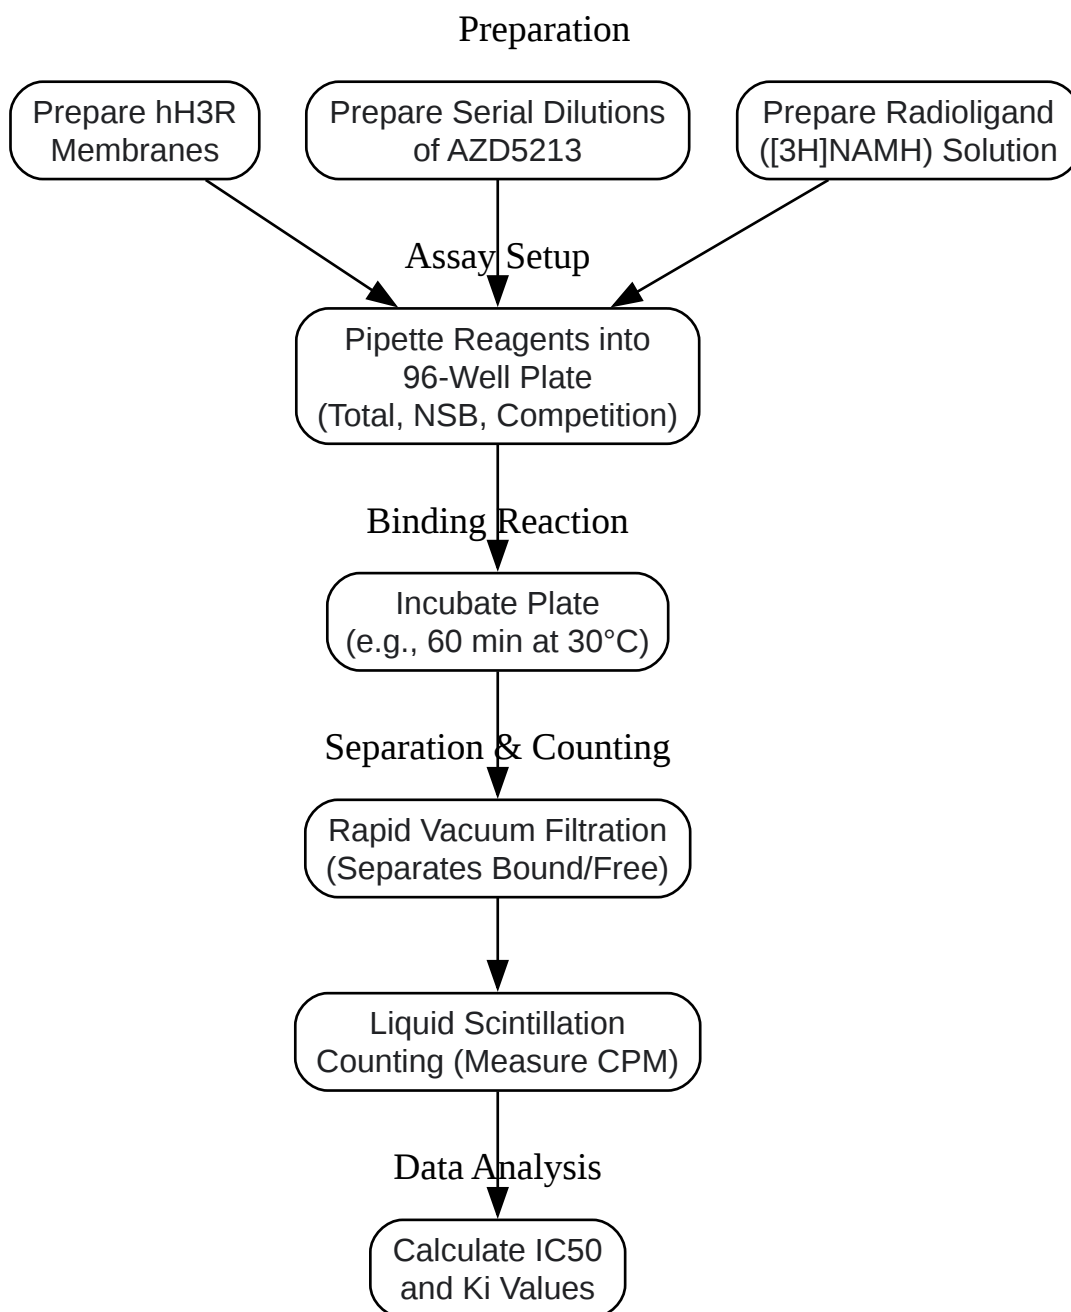 Preparation
Prepare hH3R
Membranes
Prepare Serial Dilutions
of AZD5213
Prepare Radioligand
([3H]NAMH) Solution
Assay Setup
Pipette Reagents into
96-Well Plate
(Total, NSB, Competition)
Binding Reaction
Incubate Plate
(e.g., 60 min at 30°C)
Separation & Counting
Rapid Vacuum Filtration
(Separates Bound/Free)
Liquid Scintillation
Counting (Measure CPM)
Data Analysis
Calculate IC50
and Ki Values